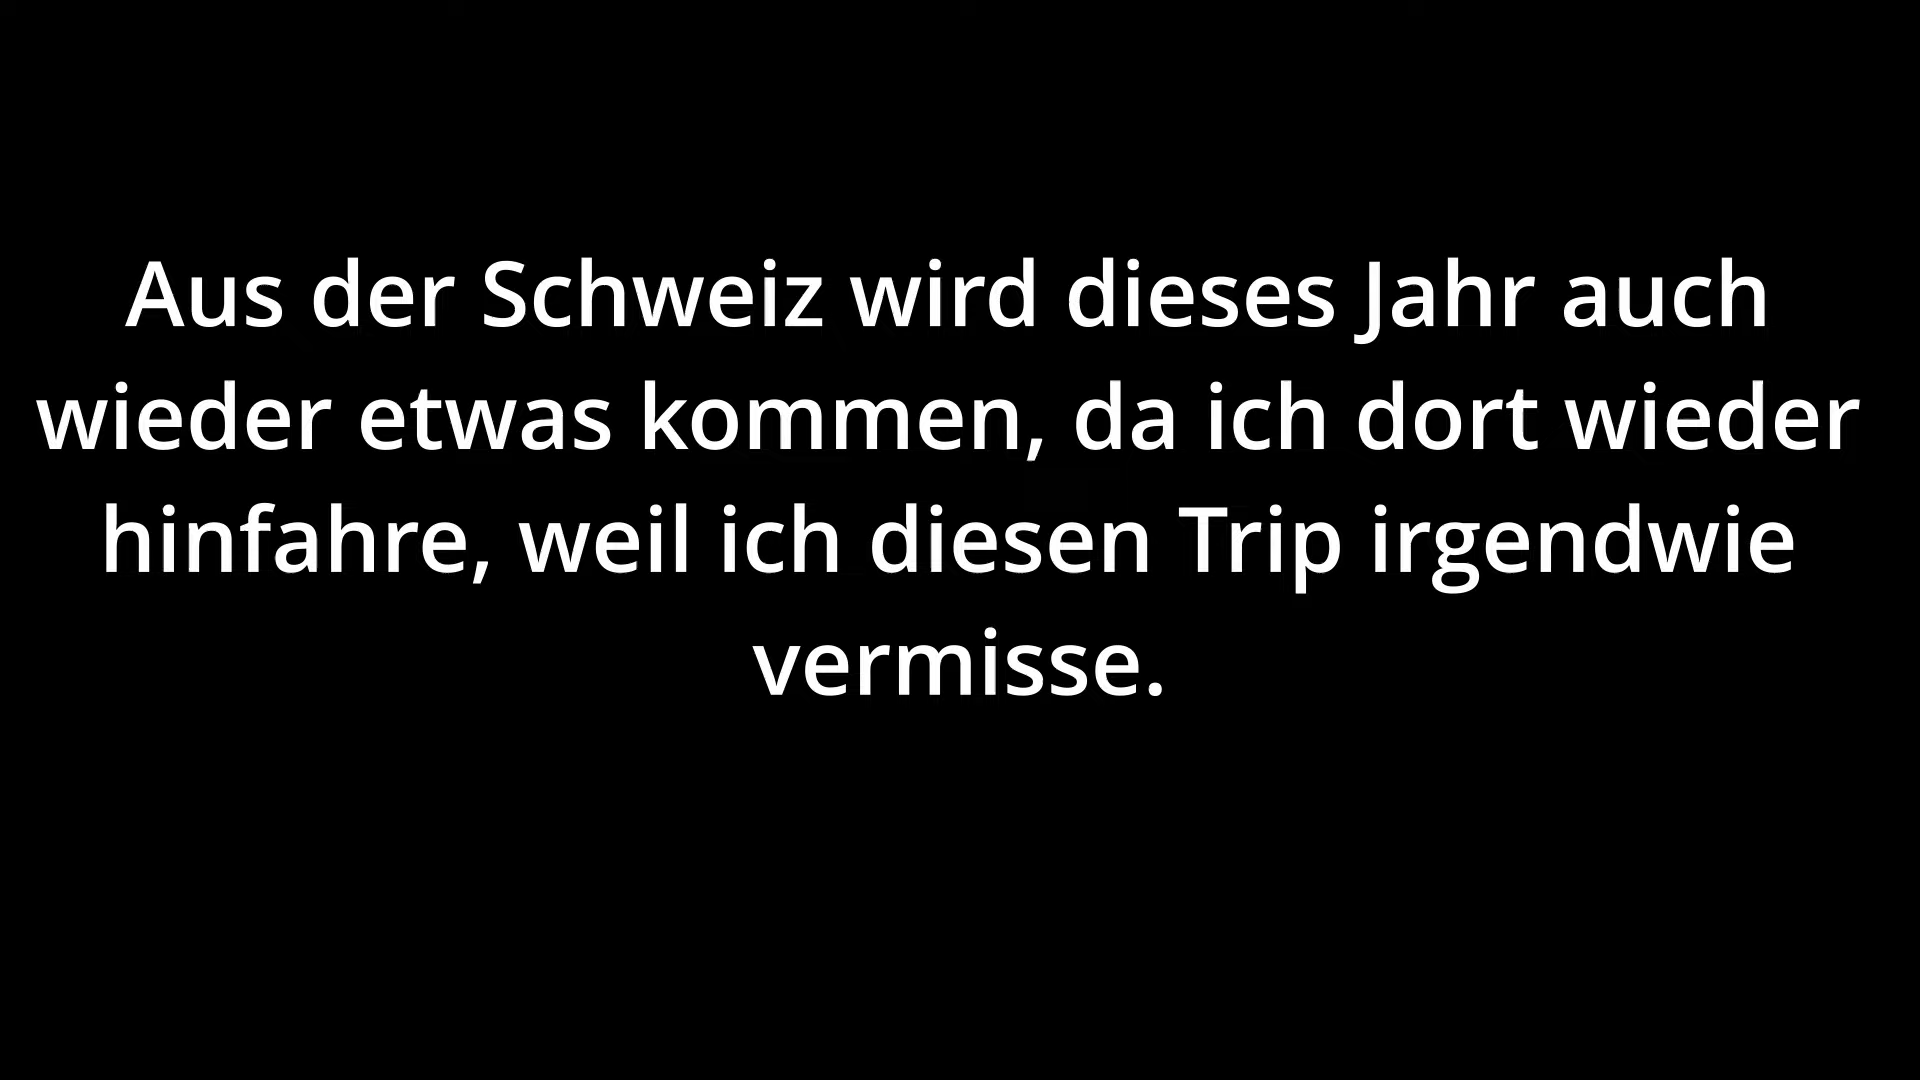 Aus der Schweiz wird dieses Jahr auch
wieder etwas kommen, da ich dort wieder
hinfahre, weil ich diesen Trip irgendwie
vermisse.